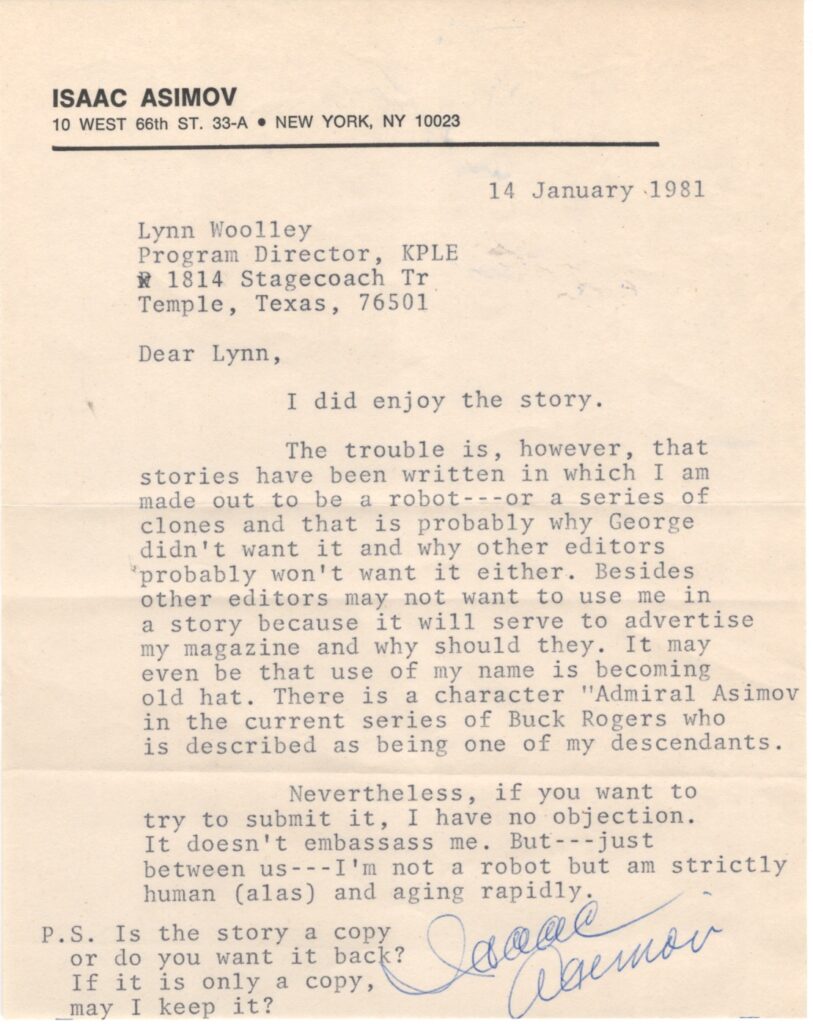 ISAAC ASIMOV
10 WEST 66th ST. 33-A • NEW YORK, NY 10023
14 January 1981
Lynn Woolley
Program Director, KPLE
1814 Stagecoach Tr
Temple, Texas, 76501
Dear Lynn,
I did enjoy the story.
The trouble is, however, that
stories have been written in which I am
made out to be a robot---or a series of
clones and that is probably why George
didn't want it and why other editors
probably won't want it either. Besides
other editors may not want to use me in
a story because it will serve to advertise
my magazine and why should they. It may
even be that use of my name is becoming
old hat. There is a character "Admiral Asimov
in the current series of Buck Rogers who
is described as being one of my descendants.
Nevertheless, if you want to
try to submit it, I have no objection.
It doesn't embassass me. But---just
between us---I'm not a robot but am strictly
human (alas) and aging rapidly.
Isaac
Asimov
P.S. Is the story a copy
or do you want it back?
If it is only a copy,
may I keep it?